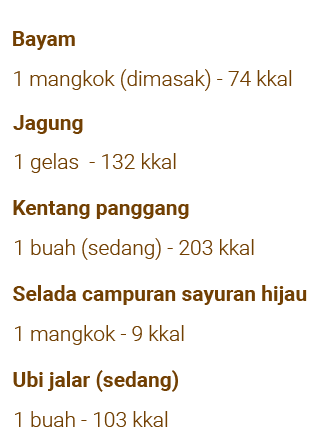 Bayam
1 mangkok (dimasak) - 74 kkal
Jagung
1 gelas  - 132 kkal
Kentang panggang
1 buah (sedang) - 203 kkal
Selada campuran sayuran hijau
1 mangkok - 9 kkal
Ubi jalar (sedang)
1 buah - 103 kkal